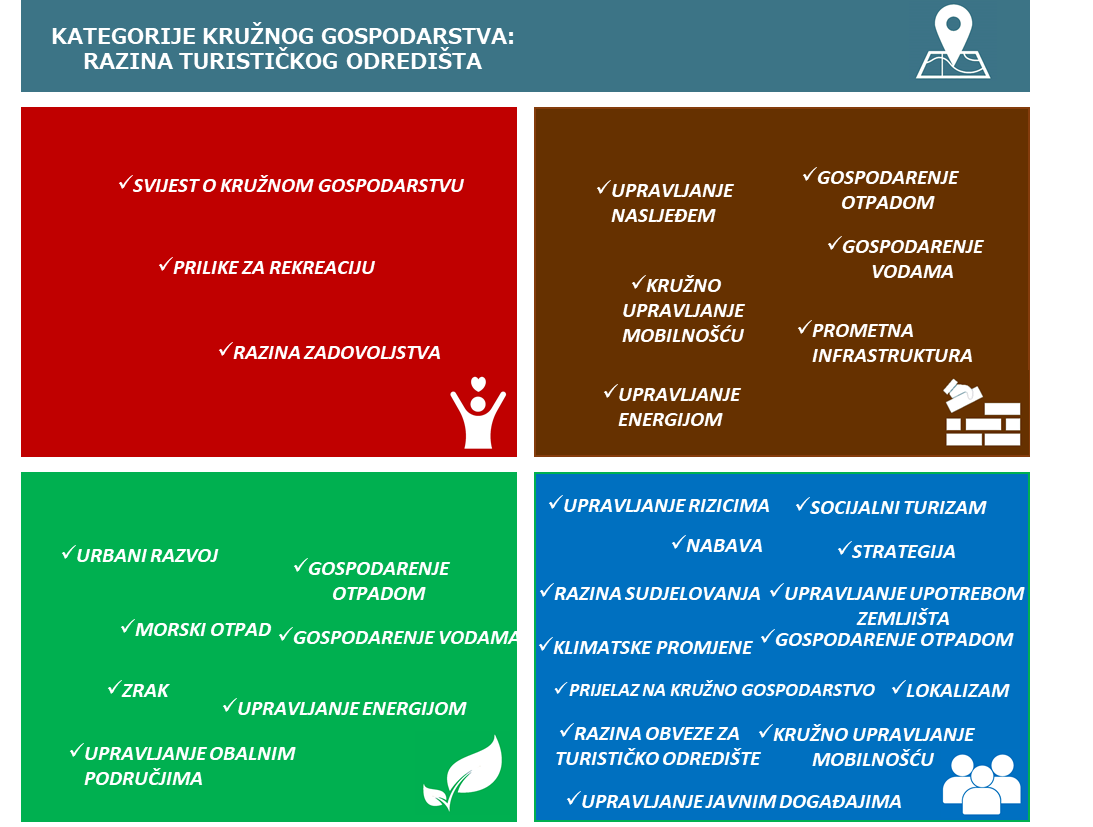 KATEGORIJE KRUŽNOG GOSPODARSTVA:
RAZINA TURISTIČKOG ODREDIŠTA
✓SVIJEST O KRUŽNOM GOSPODARSTVU
✓PRILIKE ZA REKREACIJU
✓RAZINA ZADOVOLJSTVA
✓UPRAVLJANJE
NASLJEĐEM
✓KRUŽNO
UPRAVLJANJE
MOBILNOŠĆU
✓UPRAVLJANJE
ENERGIJOM
✓GOSPODARENJE
OTPADOM
✓GOSPODARENJE
VODAMA
✓PROMETNA
INFRASTRUKTURA
✓URBANI RAZVOJ
✓GOSPODARENJE
OTPADOM
✓MORSKI OTPAD
✓GOSPODARENJE VODAMA
✓ZRAK
✓UPRAVLJANJE ENERGIJOM
✓UPRAVLJANJE OBALNIM
PODRUČJIMA
✓UPRAVLJANJE RIZICIMA
✓SOCIJALNI TURIZAM
✓NABAVA
✓STRATEGIJA
✓RAZINA SUDJELOVANJA
✓UPRAVLJANJE UPOTREBOM
ZEMLJIŠTA
✓KLIMATSKE PROMJENE
✓GOSPODARENJE OTPADOM
✓PRIJELAZ NA KRUŽNO GOSPODARSTVO
✓LOKALIZAM
✓RAZINA OBVEZE ZA
TURISTIČKO ODREDIŠTE
✓KRUŽNO UPRAVLJANJE
MOBILNOŠĆU
✓UPRAVLJANJE JAVNIM DOGAĐAJIMA